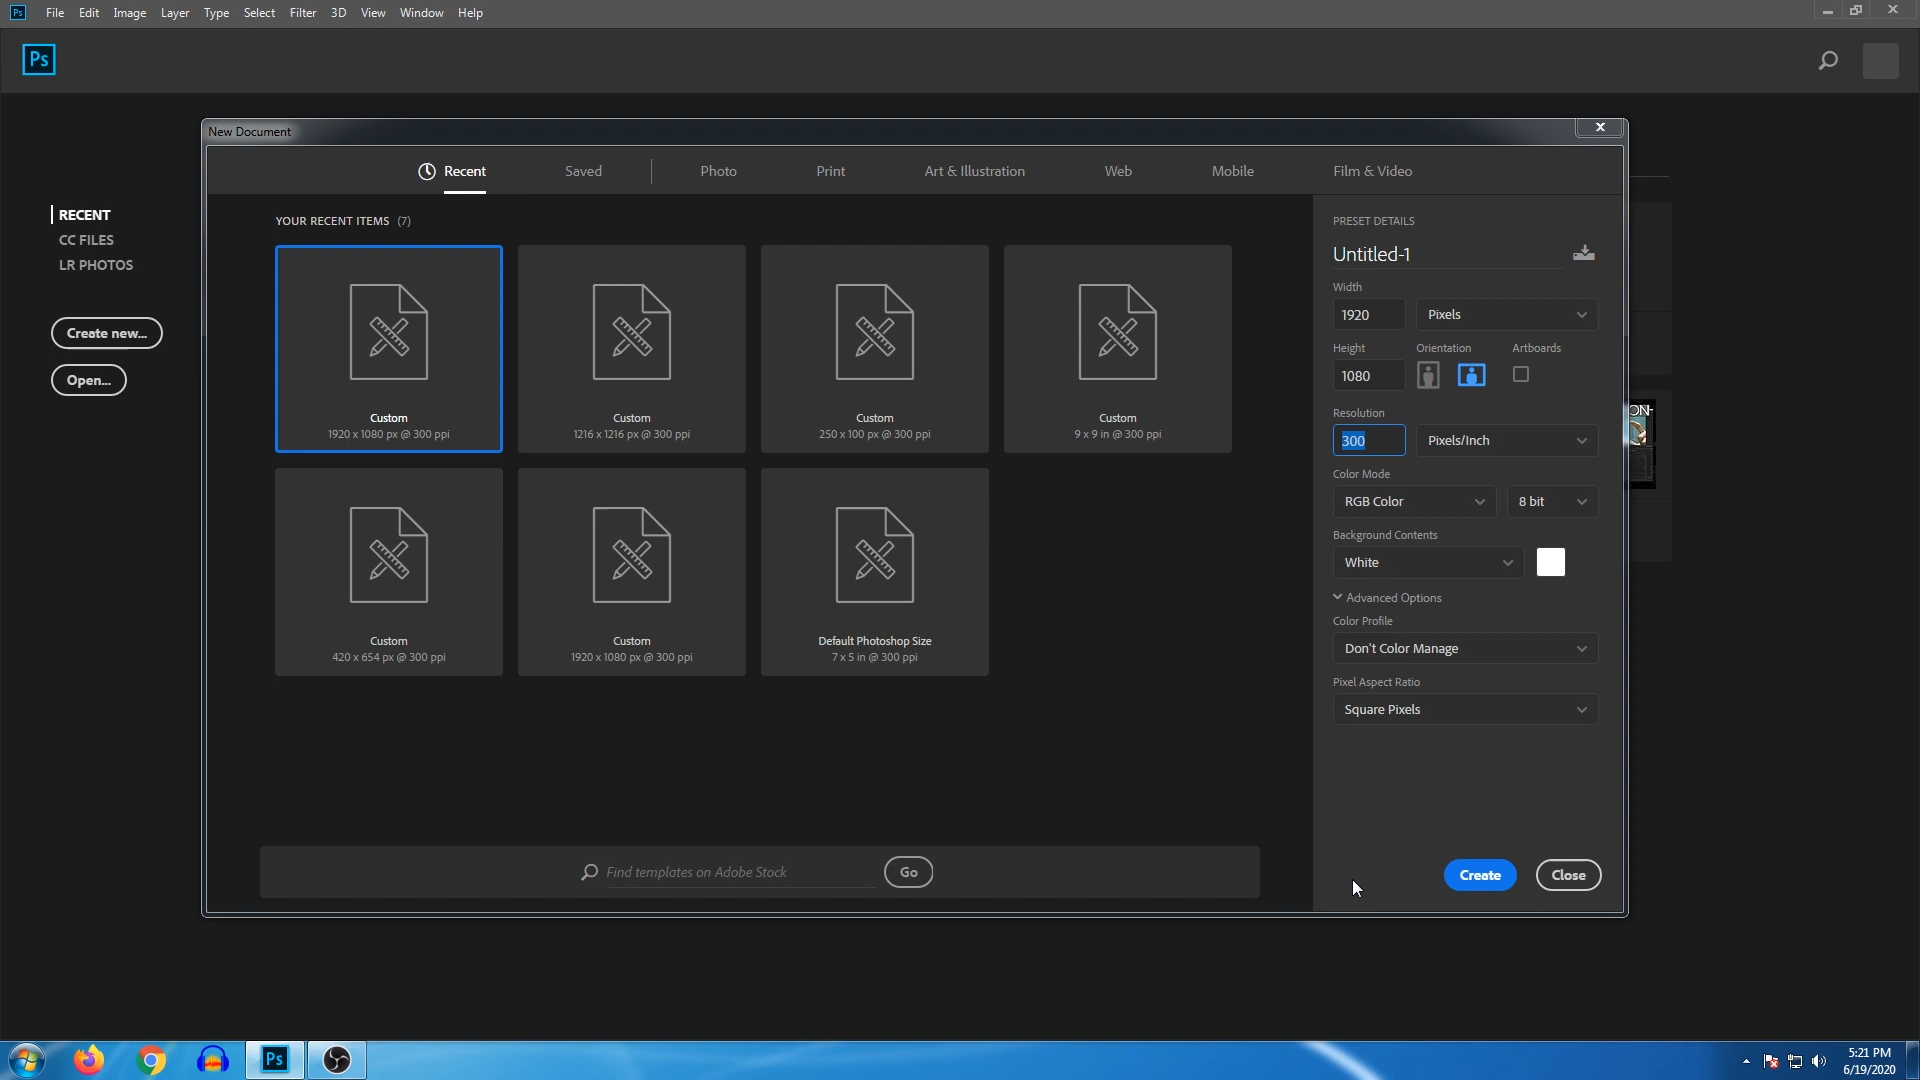 Ps File Edit Image Layer Type Select Filter 3D View Window Help
Ps
New Document
Recent Saved Photo Print Art & Illustration Web Mobile Film & Video
RECENT
CC FILES
LR PHOTOS
Create new...
Open...
YOUR RECENT ITEMS (7)
Custom
1920 x 1080 px @ 300 ppi
Custom
1216 x 1216 px @ 300 ppi
Custom
250 x 100 px @ 300 ppi
Custom
9 x 9 in @ 300 ppi
Custom
420 x 654 px @ 300 ppi
Custom
1920 x 1080 px @ 300 ppi
Default Photoshop Size
7 x 5 in @ 300 ppi
Find templates on Adobe Stock Go
PRESET DETAILS
Untitled-1
Width
1920 Pixels
Height Orientation Artboards
1080
Resolution
300 Pixels/Inch
Color Mode
RGB Color 8 bit
Background Contents
White
Advanced Options
Color Profile
Don't Color Manage
Pixel Aspect Ratio
Square Pixels
Create Close
ON-
Ps
5:21 PM
6/19/2020